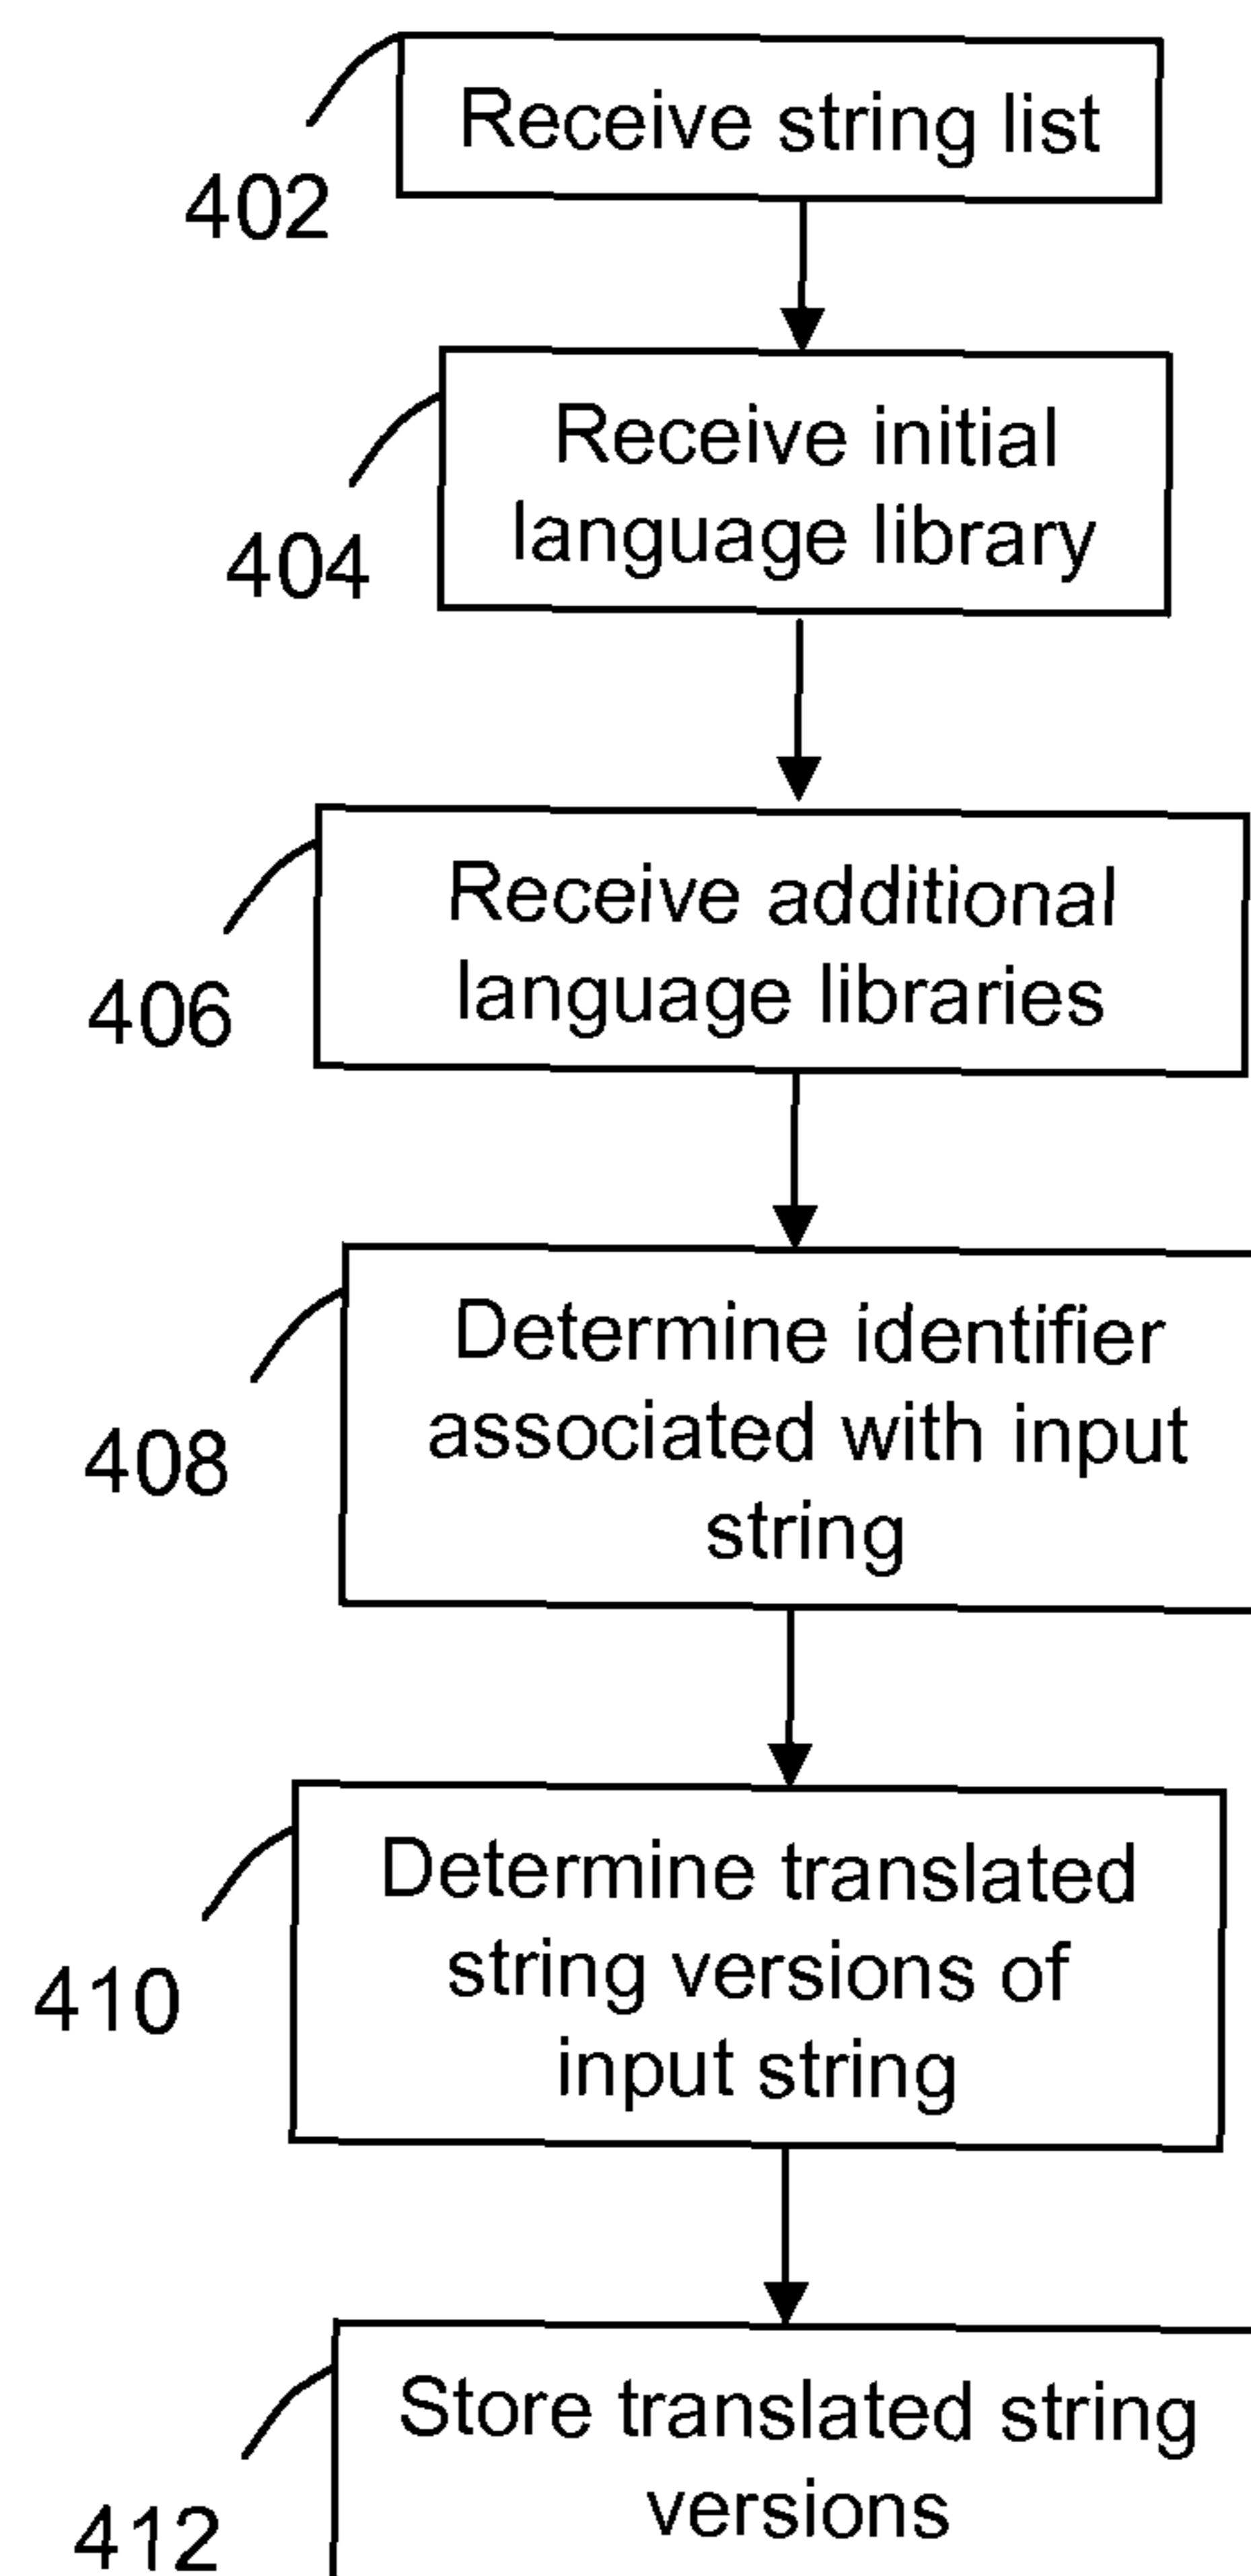 Receive string list
402
Receive initial
language library
404
Receive additional
language libraries
406
Determine identifier
associated with input
string
408
Determine translated
string versions of
input string
410
Store translated string
versions
412